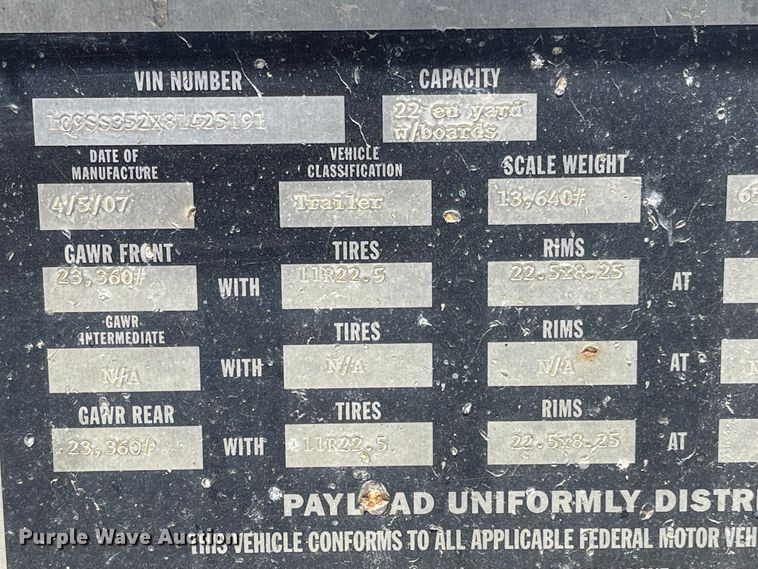 VIN NUMBER CAPACITY
22 cu yard
w/boards
DATE OF MANUFACTURE VEHICLE CLASSIFICATION SCALE WEIGHT
4/3/07 Trailer 13,640#
GAWR FRONT TIRES RIMS
23,360# WITH 11R22.5 , 22.5x8.25 , AT
GAWR INTERMEDIATE TIRES RIMS
N/A WITH N/A , N/A , AT
GAWR REAR TIRES RIMS
23,360# WITH 11R22.5 , 22.5x8.25 , AT
PAYLOAD UNIFORMLY DISTRI
THIS VEHICLE CONFORMS TO ALL APPLICABLE FEDERAL MOTOR VEH
Purple Wave Auction